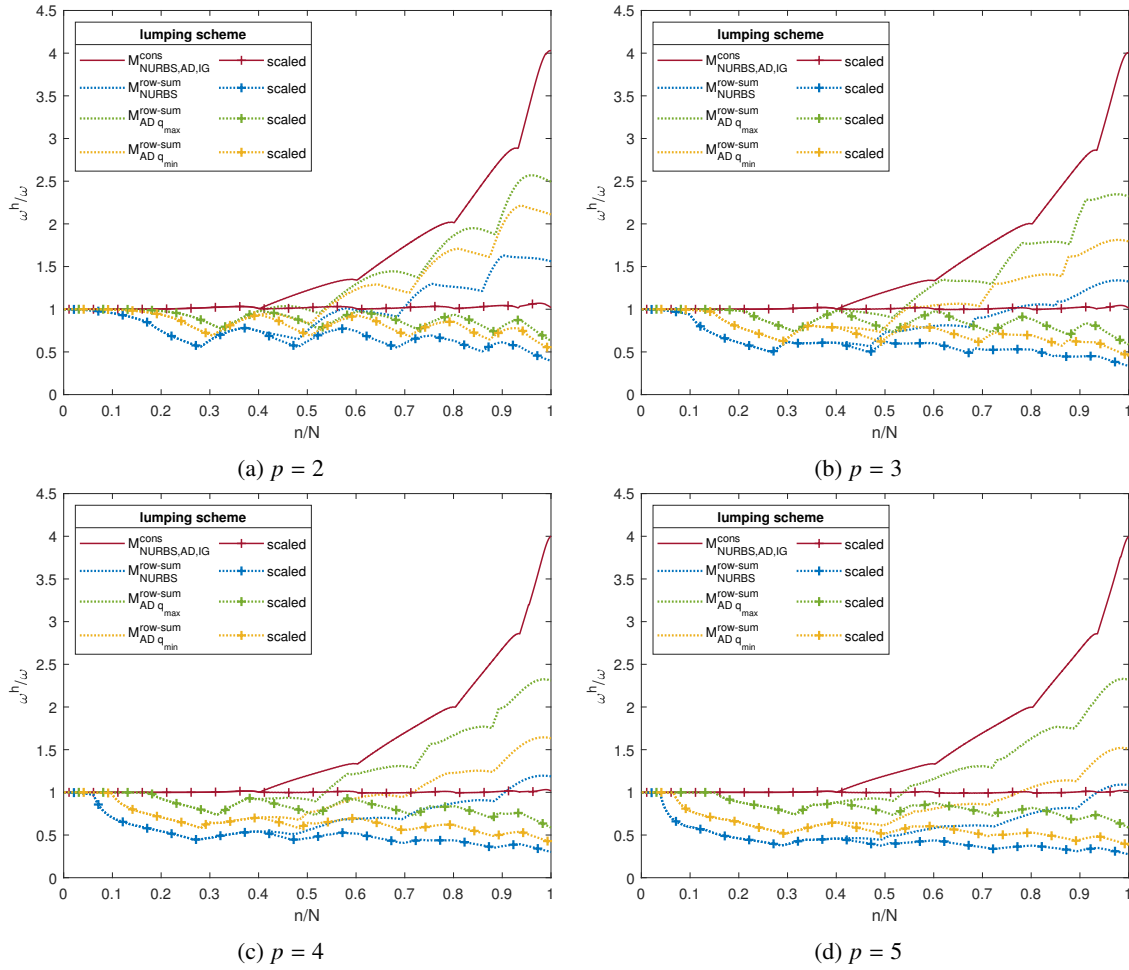 4.5
4
3.5
3
2.5
2
1.5
1
0.5
0
ω^h/ω
lumping scheme
M^cons_NURBS,AD,IG scaled
M^row-sum_NURBS scaled
M^row-sum_AD q_max scaled
M^row-sum_AD q_min scaled
0 0.1 0.2 0.3 0.4 0.5 0.6 0.7 0.8 0.9 1
n/N
(a) p = 2
4.5
4
3.5
3
2.5
2
1.5
1
0.5
0
ω^h/ω
lumping scheme
M^cons_NURBS,AD,IG scaled
M^row-sum_NURBS scaled
M^row-sum_AD q_max scaled
M^row-sum_AD q_min scaled
0 0.1 0.2 0.3 0.4 0.5 0.6 0.7 0.8 0.9 1
n/N
(b) p = 3
4.5
4
3.5
3
2.5
2
1.5
1
0.5
0
ω^h/ω
lumping scheme
M^cons_NURBS,AD,IG scaled
M^row-sum_NURBS scaled
M^row-sum_AD q_max scaled
M^row-sum_AD q_min scaled
0 0.1 0.2 0.3 0.4 0.5 0.6 0.7 0.8 0.9 1
n/N
(c) p = 4
4.5
4
3.5
3
2.5
2
1.5
1
0.5
0
ω^h/ω
lumping scheme
M^cons_NURBS,AD,IG scaled
M^row-sum_NURBS scaled
M^row-sum_AD q_max scaled
M^row-sum_AD q_min scaled
0 0.1 0.2 0.3 0.4 0.5 0.6 0.7 0.8 0.9 1
n/N
(d) p = 5